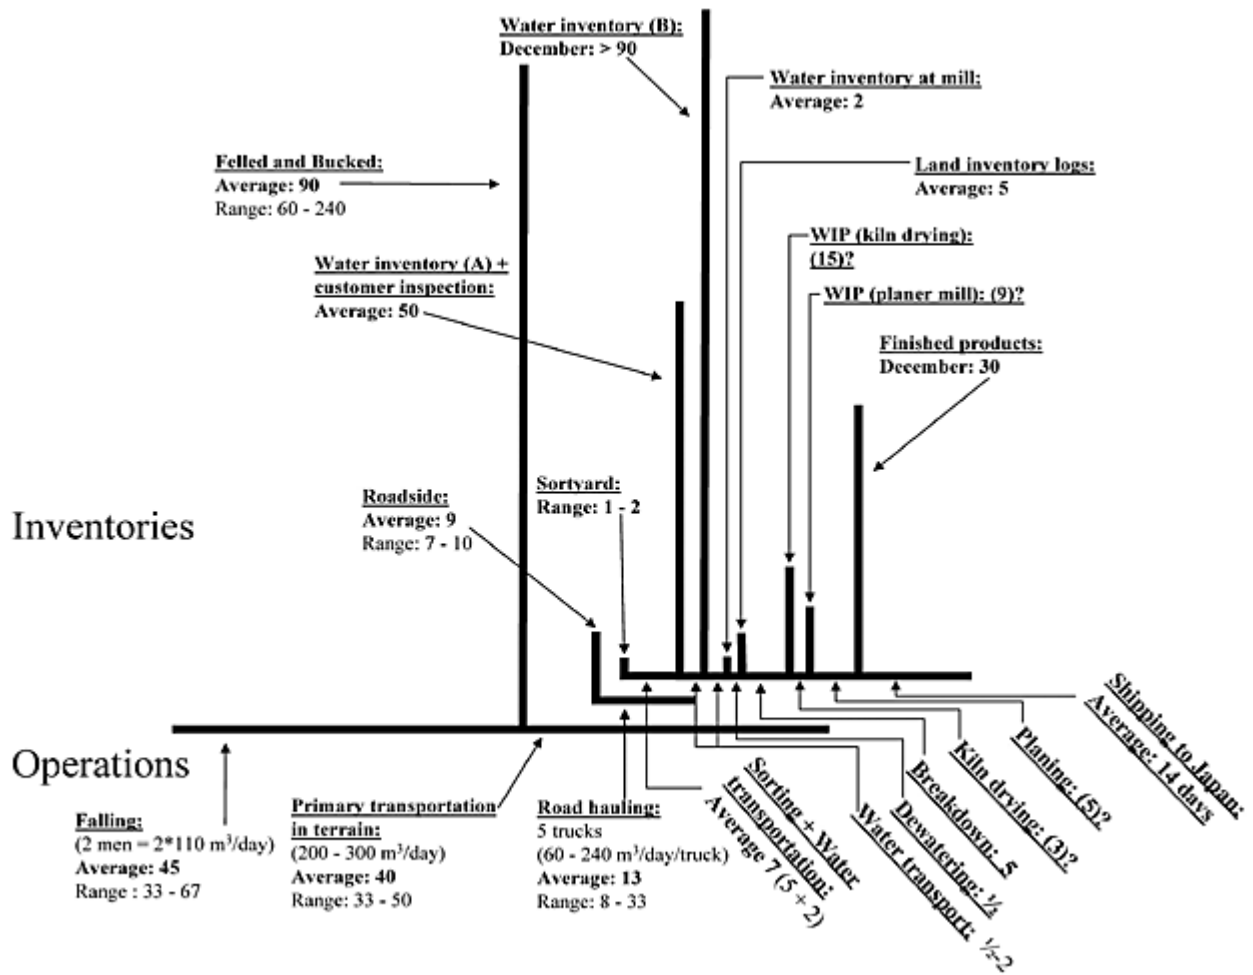 Water inventory (B):
December: > 90
Water inventory at mill:
Average: 2
Felled and Bucked:
Average: 90
Range: 60 - 240
Land inventory logs:
Average: 5
WIP (kiln drying):
(15)?
Water inventory (A) +
customer inspection:
Average: 50
WIP (planer mill): (9)?
Finished products:
December: 30
Roadside:
Average: 9
Range: 7 - 10
Sortyard:
Range: 1 - 2
Inventories
Operations
Falling:
(2 men = 2*110 m³/day)
Average: 45
Range : 33 - 67
Primary transportation
in terrain:
(200 - 300 m³/day)
Average: 40
Range: 33 - 50
Road hauling:
5 trucks
(60 - 240 m³/day/truck)
Average: 13
Range: 8 - 33
Sorting + Water
transportation:
Average 7 (5 + 2)
Water transport: ½-2
Dewatering: ½
Breakdown: 5
Kiln drying: (3)?
Planing: (5)?
Shipping to Japan:
Average: 14 days